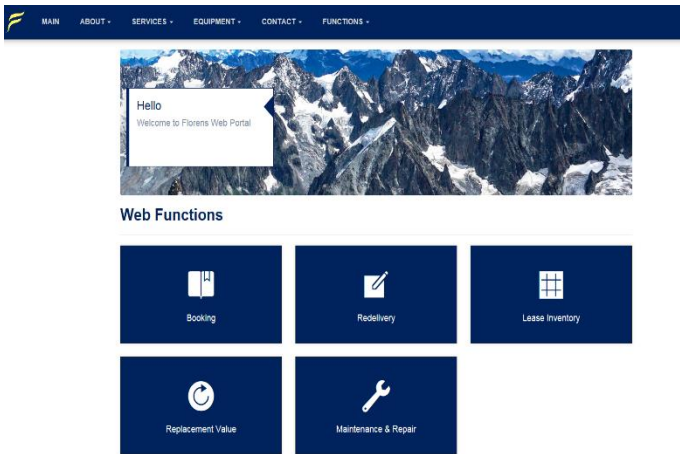 MAIN ABOUT SERVICES EQUIPMENT CONTACT FUNCTIONS
Hello
Welcome to Florens Web Portal
Web Functions
Booking Redelivery Lease Inventory
Replacement Value Maintenance & Repair